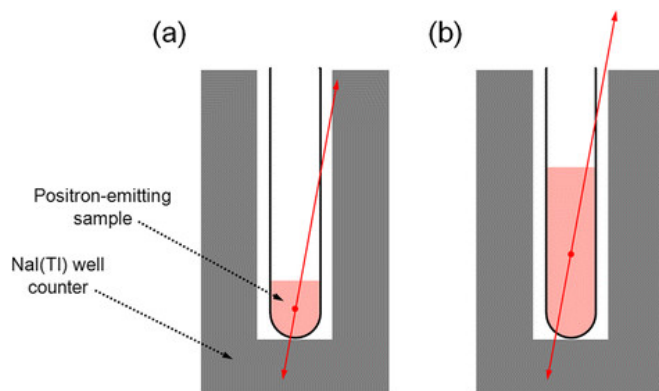 (a)
(b)
Positron-emitting
sample
NaI(Tl) well
counter